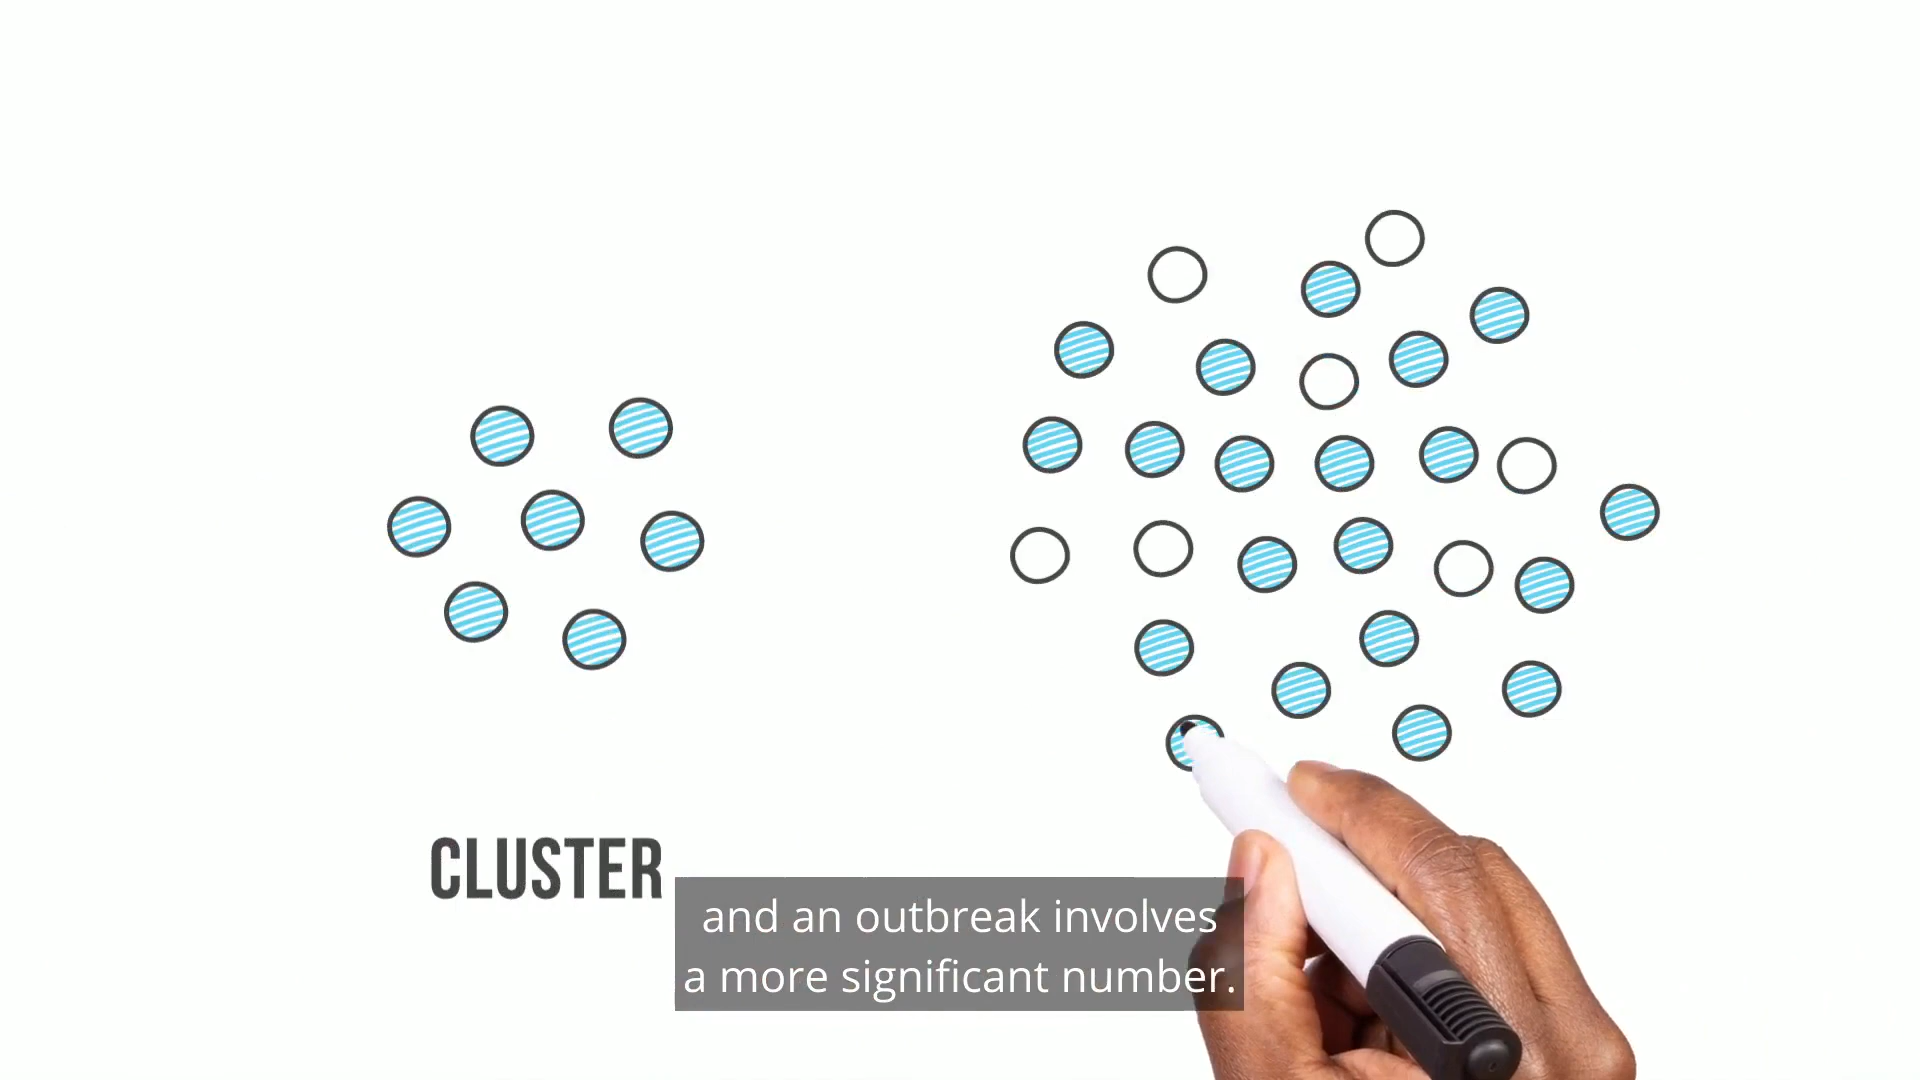 CLUSTER
and an outbreak involves
a more significant number.